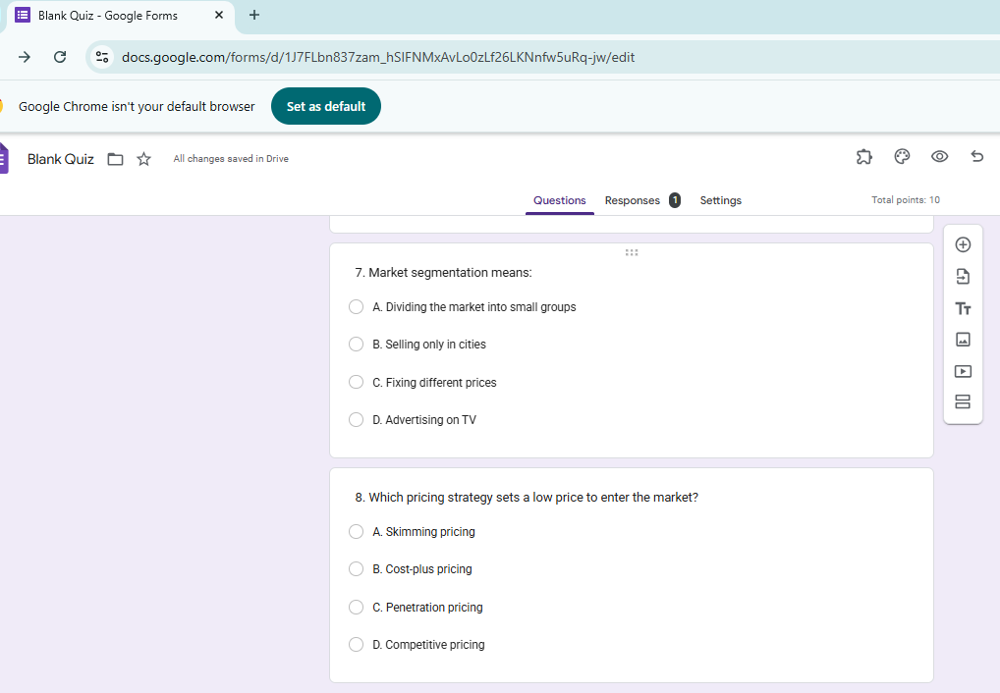 Blank Quiz - Google Forms
docs.google.com/forms/d/1J7FLbn837zam_hSIFNMxAvLo0zLf26LKNnfw5uRq-jw/edit
Google Chrome isn't your default browser
Set as default
Blank Quiz
All changes saved in Drive
Questions
Responses 1
Settings
Total points: 10
7. Market segmentation means:
A. Dividing the market into small groups
B. Selling only in cities
C. Fixing different prices
D. Advertising on TV
Tт
8. Which pricing strategy sets a low price to enter the market?
A. Skimming pricing
B. Cost-plus pricing
C. Penetration pricing
D. Competitive pricing